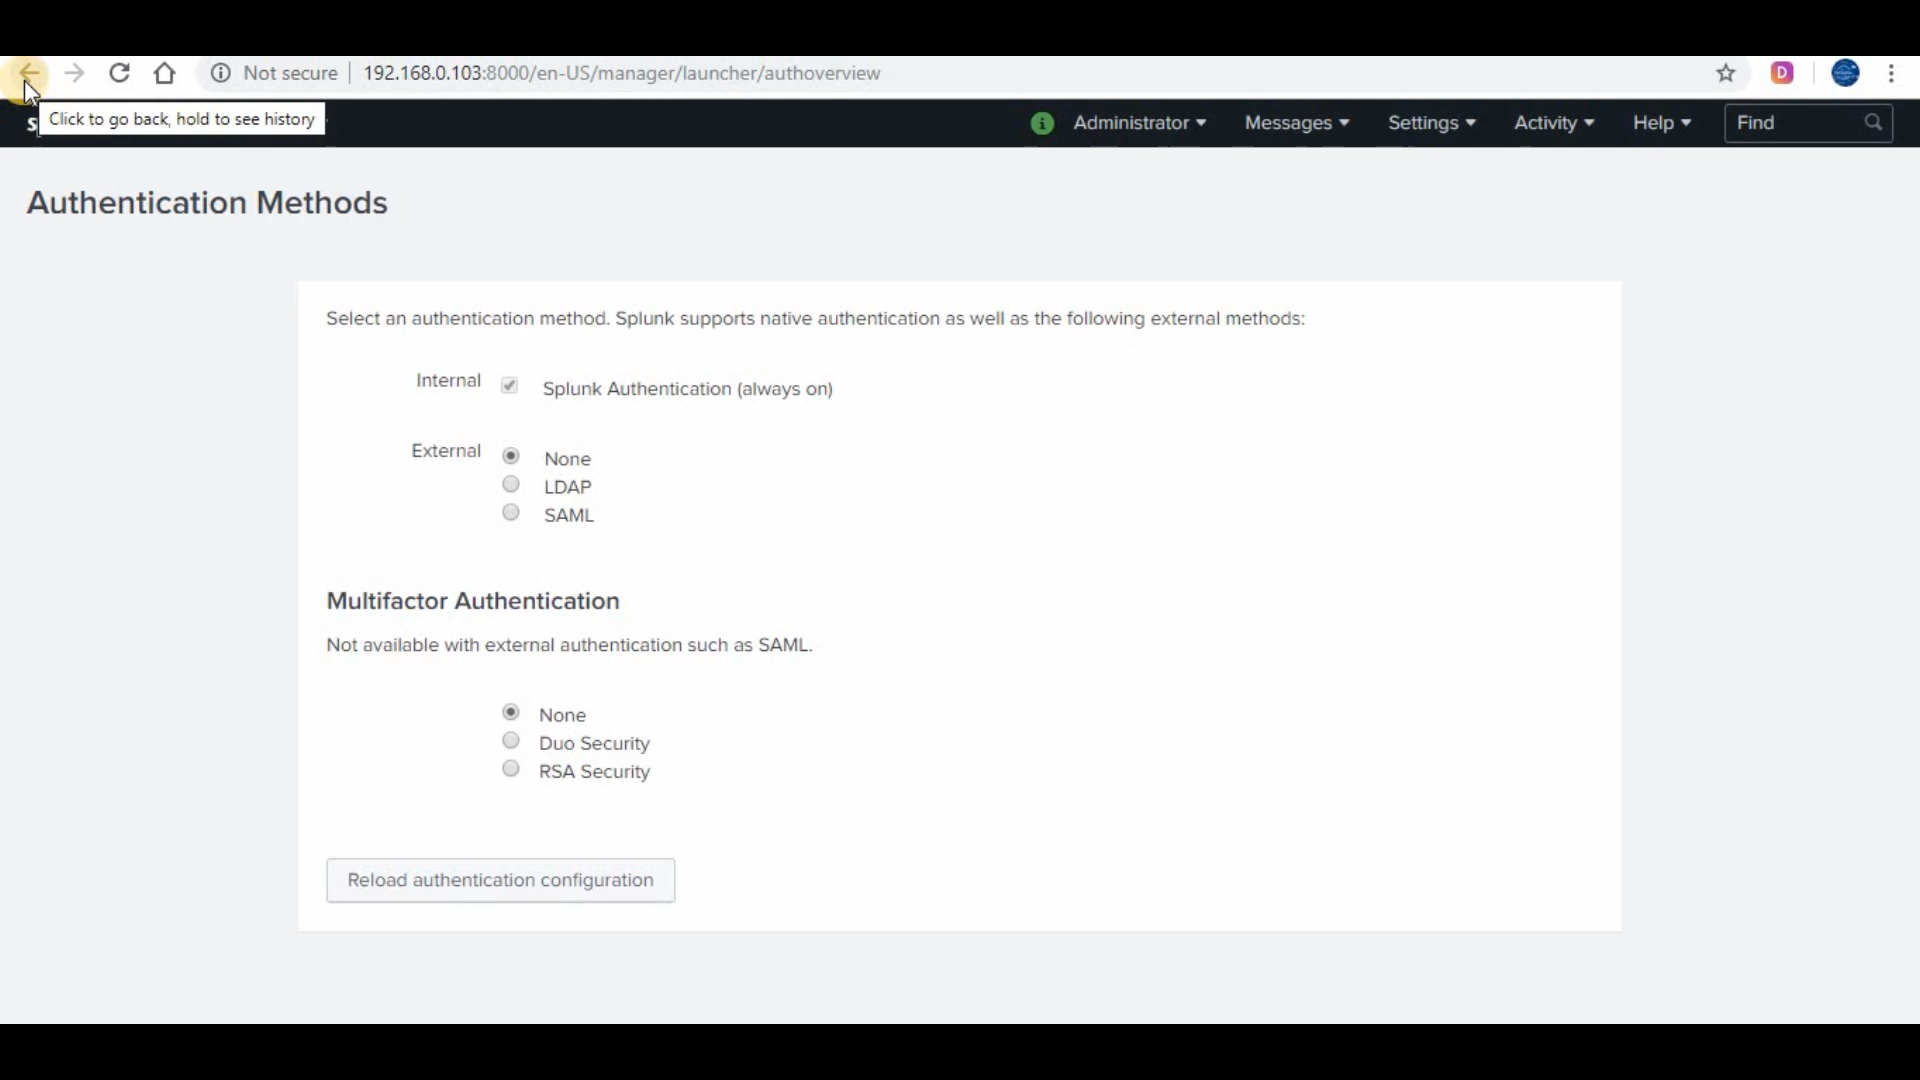 Not secure | 192.168.0.103:8000/en-US/manager/launcher/authoverview
D
Click to go back, hold to see history
i Administrator Messages Settings Activity Help Find
Authentication Methods
Select an authentication method. Splunk supports native authentication as well as the following external methods:
Internal Splunk Authentication (always on)
External None
LDAP
SAML
Multifactor Authentication
Not available with external authentication such as SAML.
None
Duo Security
RSA Security
Reload authentication configuration